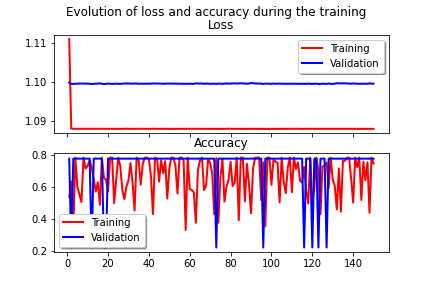 Evolution of loss and accuracy during the training
Loss
1.11
1.10
1.09
Training
Validation
Accuracy
0.8
0.6
0.4
0.2
Training
Validation
0 20 40 60 80 100 120 140